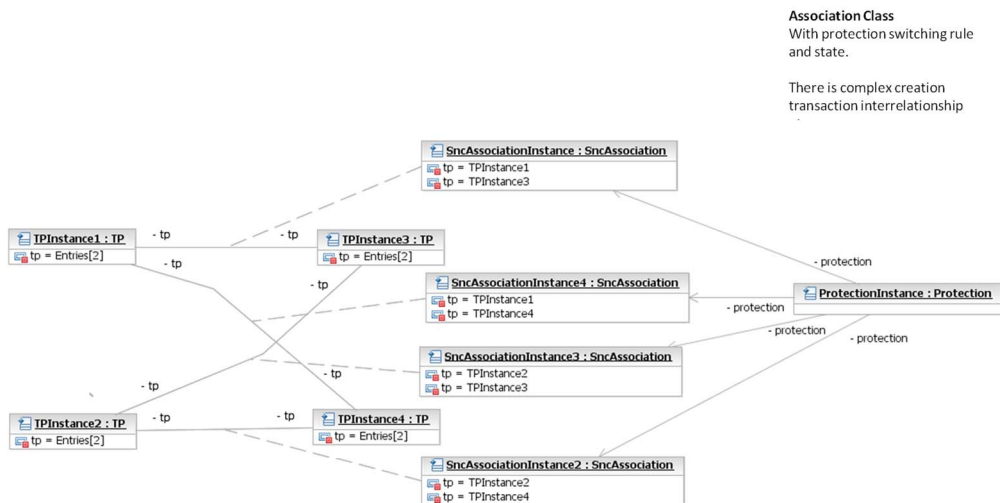 Association Class
With protection switching rule
and state.
There is complex creation
transaction interrelationship
SncAssociationInstance : SncAssociation
tp = TPInstance1
tp = TPInstance3
TPInstance1 : TP
tp = Entries[2]
- tp
- tp
TPInstance3 : TP
tp = Entries[2]
- tp
- tp
- protection
SncAssociationInstance4 : SncAssociation
tp = TPInstance1
tp = TPInstance4
ProtectionInstance : Protection
- protection
- protection
- protection
SncAssociationInstance3 : SncAssociation
tp = TPInstance2
tp = TPInstance3
- tp
- tp
TPInstance2 : TP
tp = Entries[2]
- tp
- tp
TPInstance4 : TP
tp = Entries[2]
SncAssociationInstance2 : SncAssociation
tp = TPInstance2
tp = TPInstance4